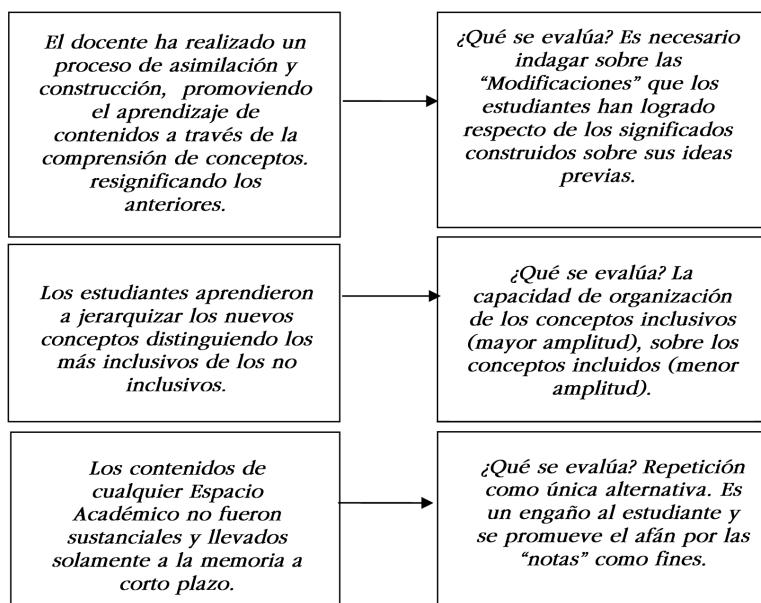 El docente ha realizado un
proceso de asimilación y
construcción, promoviendo
el aprendizaje de
contenidos a través de la
comprensión de conceptos.
resignificando los
anteriores.
¿Qué se evalúa? Es necesario
indagar sobre las
“Modificaciones” que los
estudiantes han logrado
respecto de los significados
construidos sobre sus ideas
previas.
Los estudiantes aprendieron
a jerarquizar los nuevos
conceptos distinguiendo los
más inclusivos de los no
inclusivos.
¿Qué se evalúa? La
capacidad de organización
de los conceptos inclusivos
(mayor amplitud), sobre los
conceptos incluidos (menor
amplitud).
Los contenidos de
cualquier Espacio
Académico no fueron
sustanciales y llevados
solamente a la memoria a
corto plazo.
¿Qué se evalúa? Repetición
como única alternativa. Es
un engaño al estudiante y
se promueve el afán por las
“notas” como fines.